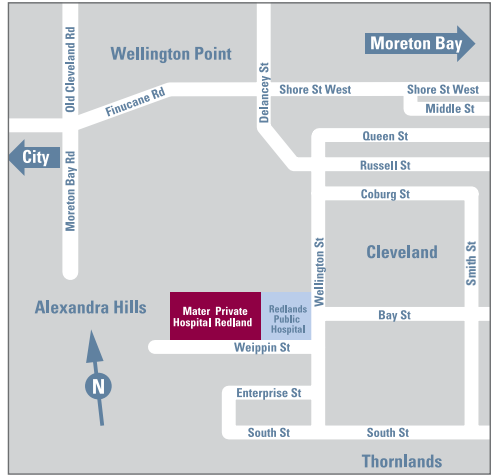 Old Cleveland Rd
Wellington Point
Delancey St
Moreton Bay
Finucane Rd
Shore St West
Shore St West
Middle St
Queen St
City
Moreton Bay Rd
Russell St
Coburg St
Wellington St
Cleveland
Smith St
Alexandra Hills
Mater Private
Hospital Redland
Redlands
Public
Hospital
Bay St
Weippin St
N
Enterprise St
South St
South St
Thornlands